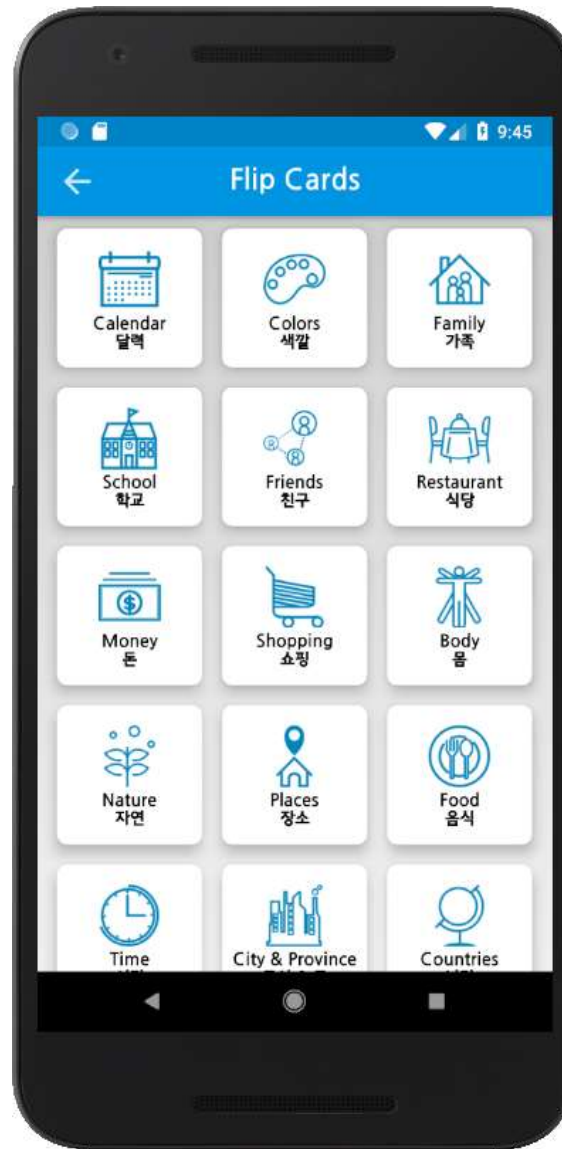 9:45
Flip Cards
Calendar
달력
Colors
색깔
Family
가족
School
학교
Friends
친구
Restaurant
식당
Money
돈
Shopping
쇼핑
Body
몸
Nature
자연
Places
장소
Food
음식
Time
City & Province
Countries